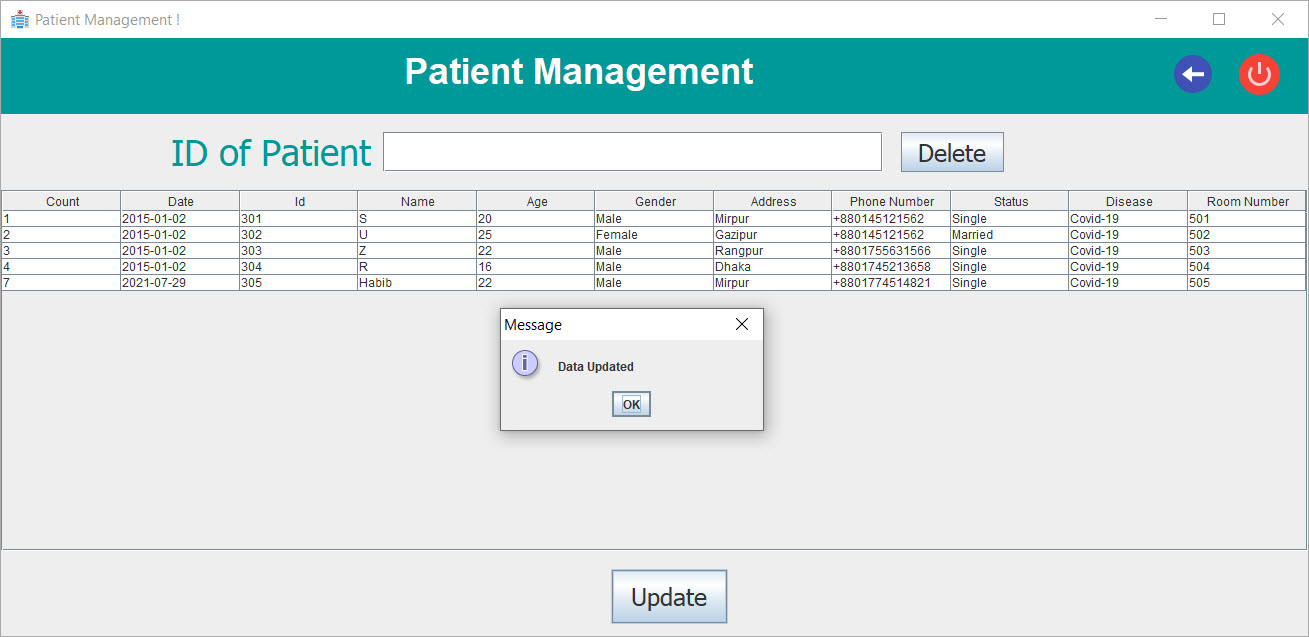 Patient Management !
Patient Management
ID of Patient Delete
Count Date Id Name Age Gender Address Phone Number Status Disease Room Number
1 2015-01-02 301 S 20 Male Mirpur +880145121562 Single Covid-19 501
2 2015-01-02 302 U 25 Female Gazipur +880145121562 Married Covid-19 502
3 2015-01-02 303 Z 22 Male Rangpur +8801755631566 Single Covid-19 503
4 2015-01-02 304 R 16 Male Dhaka +8801745213658 Single Covid-19 504
7 2021-07-29 305 Habib 22 Male Mirpur +8801774514821 Single Covid-19 505
Message
i Data Updated
OK
Update